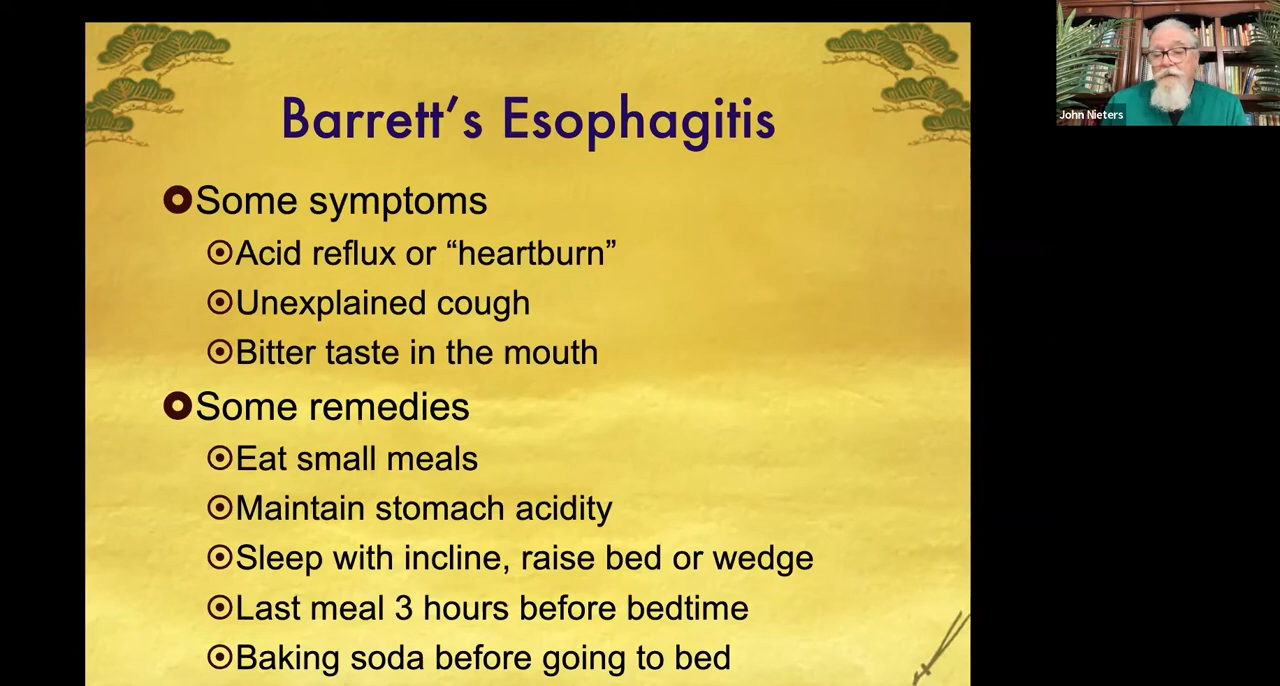 Barrett’s Esophagitis
Some symptoms
Acid reflux or “heartburn”
Unexplained cough
Bitter taste in the mouth
Some remedies
Eat small meals
Maintain stomach acidity
Sleep with incline, raise bed or wedge
Last meal 3 hours before bedtime
Baking soda before going to bed
John Nieters